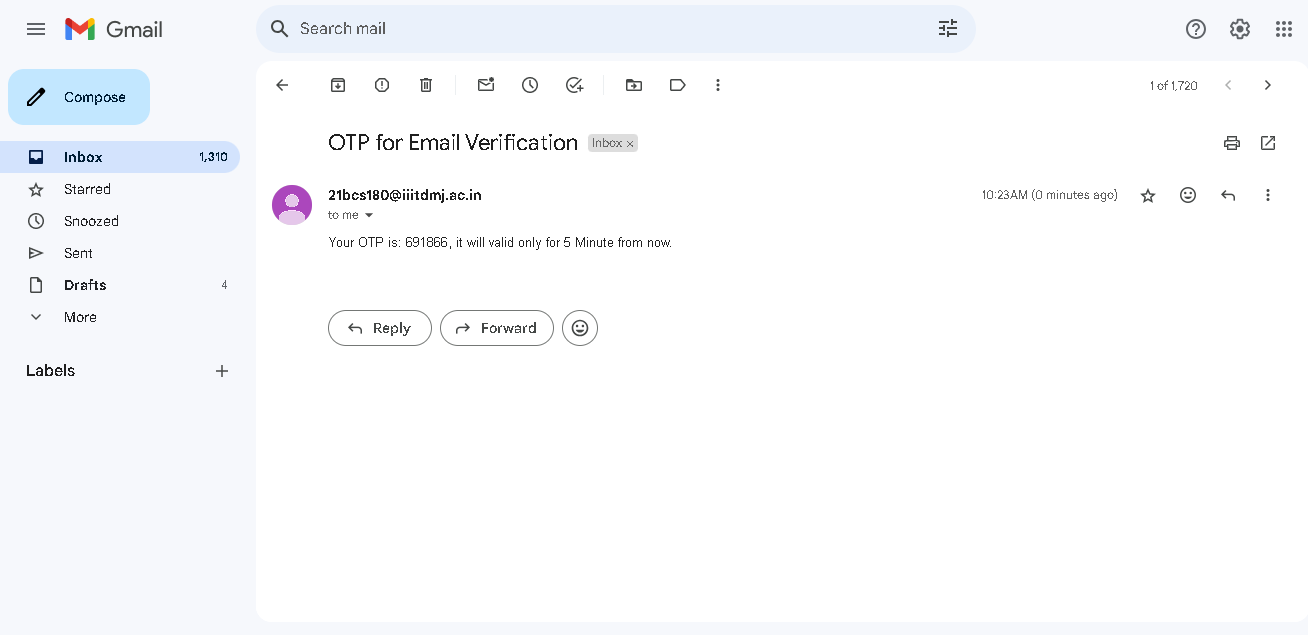 Gmail
Search mail
Compose
1 of 1,720
Inbox 1,310
OTP for Email Verification Inbox ×
Starred
21bcs180@iiitdmj.ac.in 10:23AM (0 minutes ago)
to me
Snoozed
Your OTP is: 691866, it will valid only for 5 Minute from now.
Sent
Drafts 4
More
Reply Forward
Labels